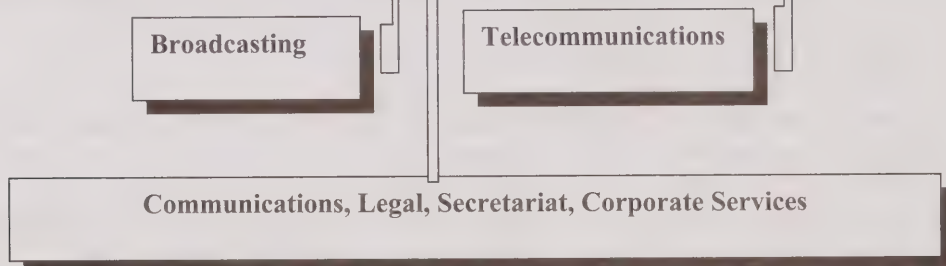 Broadcasting
Telecommunications
Communications, Legal, Secretariat, Corporate Services